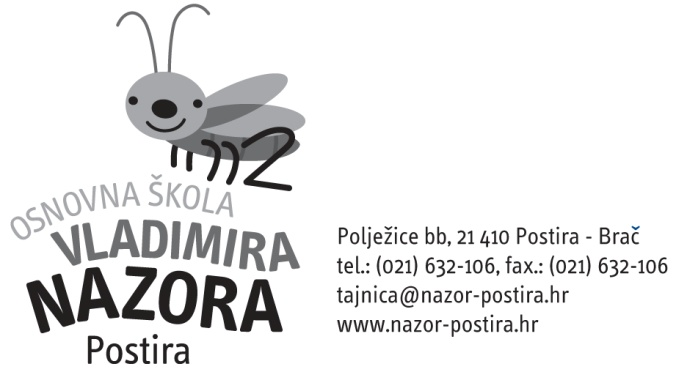 OSNOVNA ŠKOLA
VLADIMIRA
NAZORA
Postira
Polježice bb, 21 410 Postira - Brač
tel.: (021) 632-106, fax.: (021) 632-106
tajnica@nazor-postira.hr
www.nazor-postira.hr